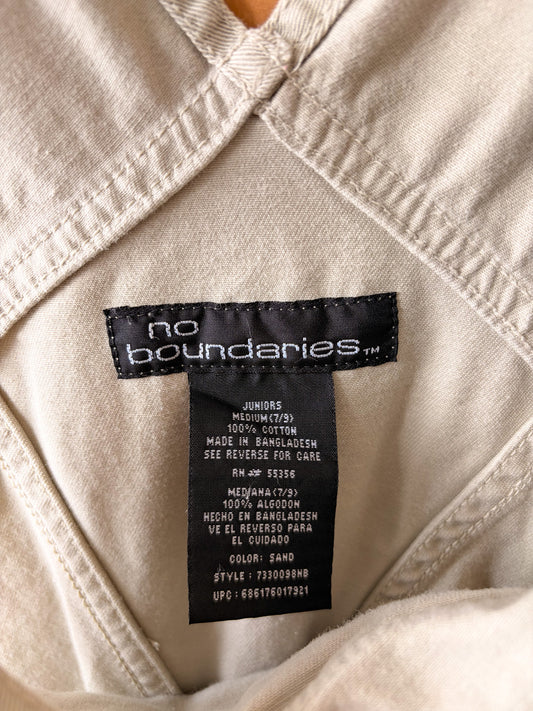 no
boundaries™
JUNIORS
MEDIUM (7/9)
100% COTTON
MADE IN BANGLADESH
SEE REVERSE FOR CARE
RN# 55356
MEDIANA (7/9)
100% ALGODON
HECHO EN BANGLADESH
VE EL REVERSO PARA
EL CUIDADO
COLOR: SAND
STYLE : 7330098NB
UPC : 686176017921